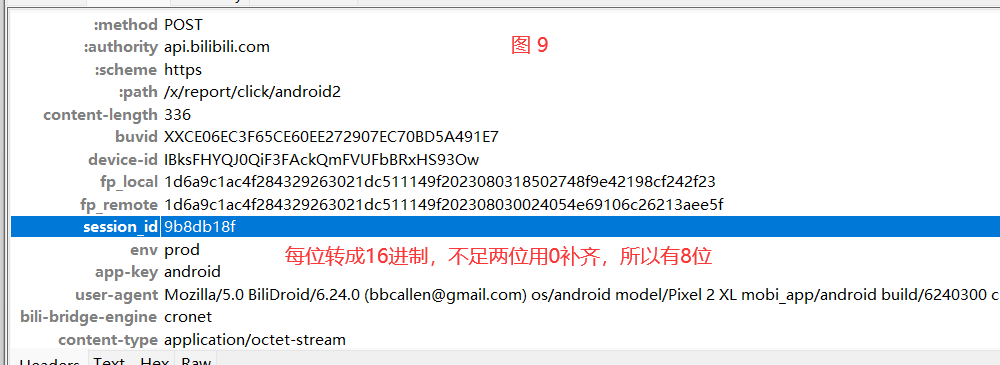 :method POST
图 9
:authority api.bilibili.com
:scheme https
:path /x/report/click/android2
content-length 336
buvid XXCE06EC3F65CE60EE272907EC70BD5A491E7
device-id IBksFHYQJ0QiF3FAckQmFVUFbBRxHS93Ow
fp_local 1d6a9c1ac4f284329263021dc511149f2023080318502748f9e42198cf242f23
fp_remote 1d6a9c1ac4f284329263021dc511149f202308030024054e69106c26213aee5f
session_id 9b8db18f
env prod
每位转成16进制，不足两位用0补齐，所以有8位
app-key android
user-agent Mozilla/5.0 BiliDroid/6.24.0 (bbcallen@gmail.com) os/android model/Pixel 2 XL mobi_app/android build/6240300 c
bili-bridge-engine cronet
content-type application/octet-stream
Headers Text Hex Raw